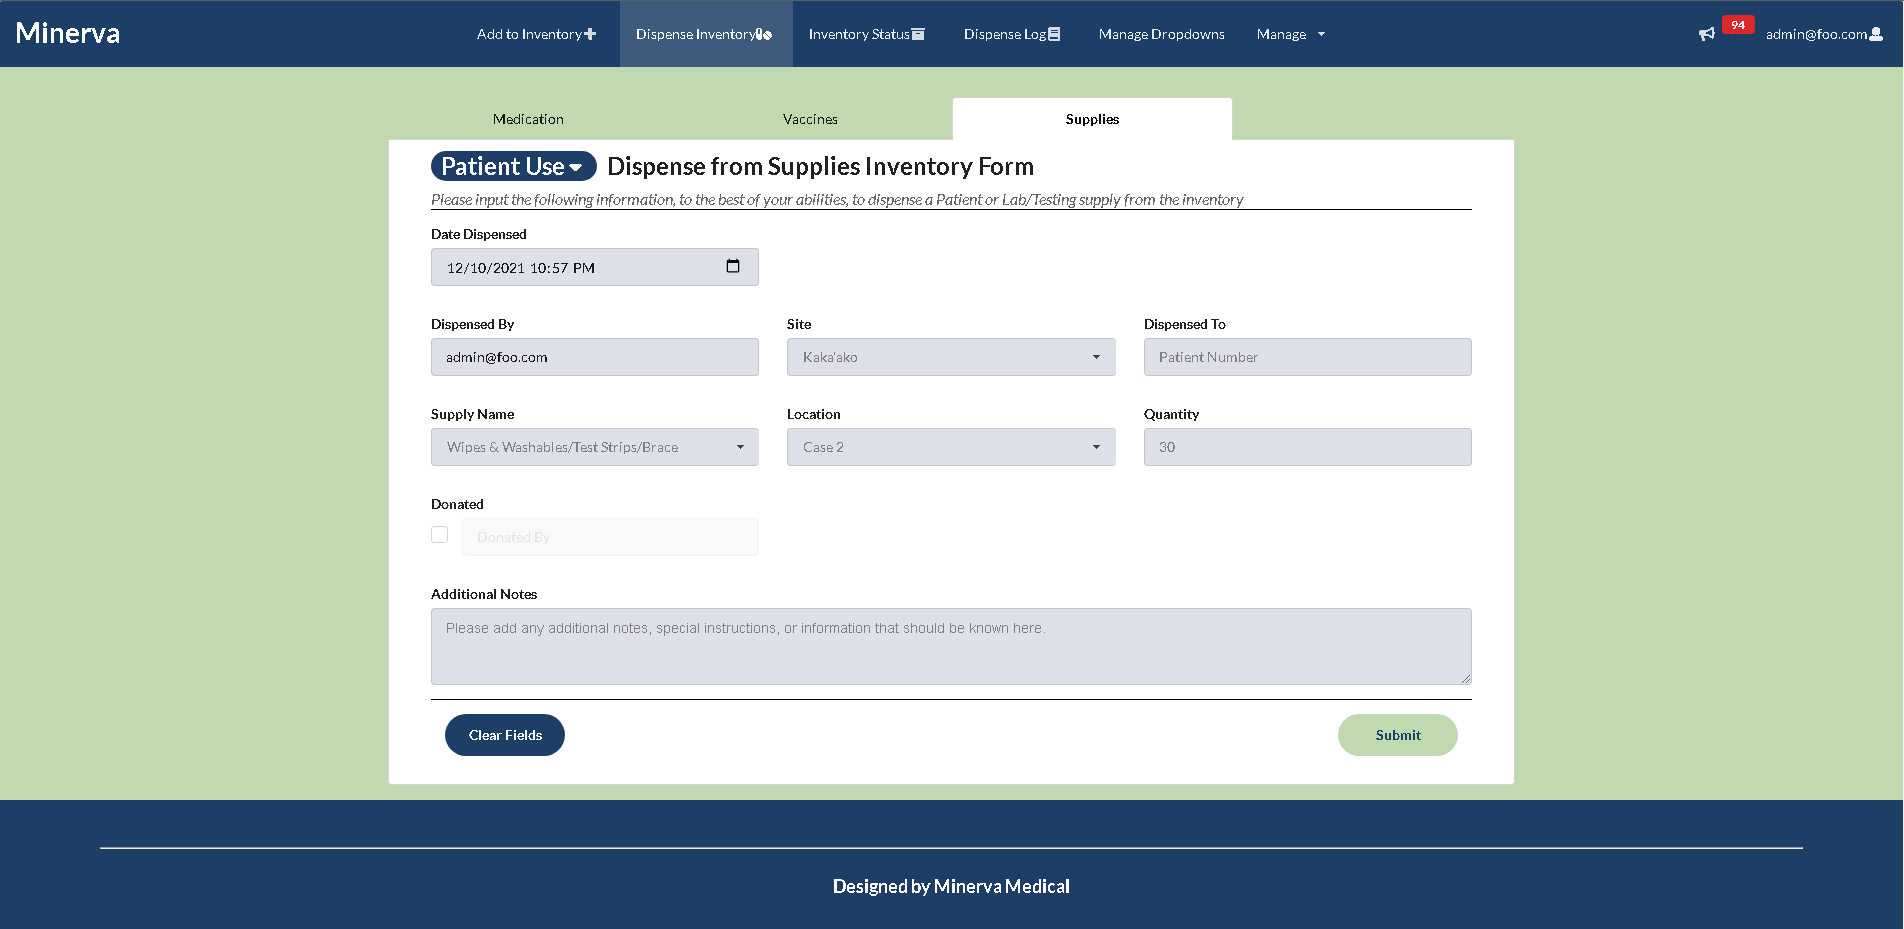 Minerva
Add to Inventory
Dispense Inventory
Inventory Status
Dispense Log
Manage Dropdowns
Manage
94
admin@foo.com
Medication
Vaccines
Supplies
Patient Use
Dispense from Supplies Inventory Form
Please input the following information, to the best of your abilities, to dispense a Patient or Lab/Testing supply from the inventory
Date Dispensed
12/10/2021 10:57 PM
Dispensed By
Site
Dispensed To
admin@foo.com
Kaka'ako
Patient Number
Supply Name
Location
Quantity
Wipes & Washables/Test Strips/Brace
Case 2
30
Donated
Donated By
Additional Notes
Please add any additional notes, special instructions, or information that should be known here.
Clear Fields
Submit
Designed by Minerva Medical